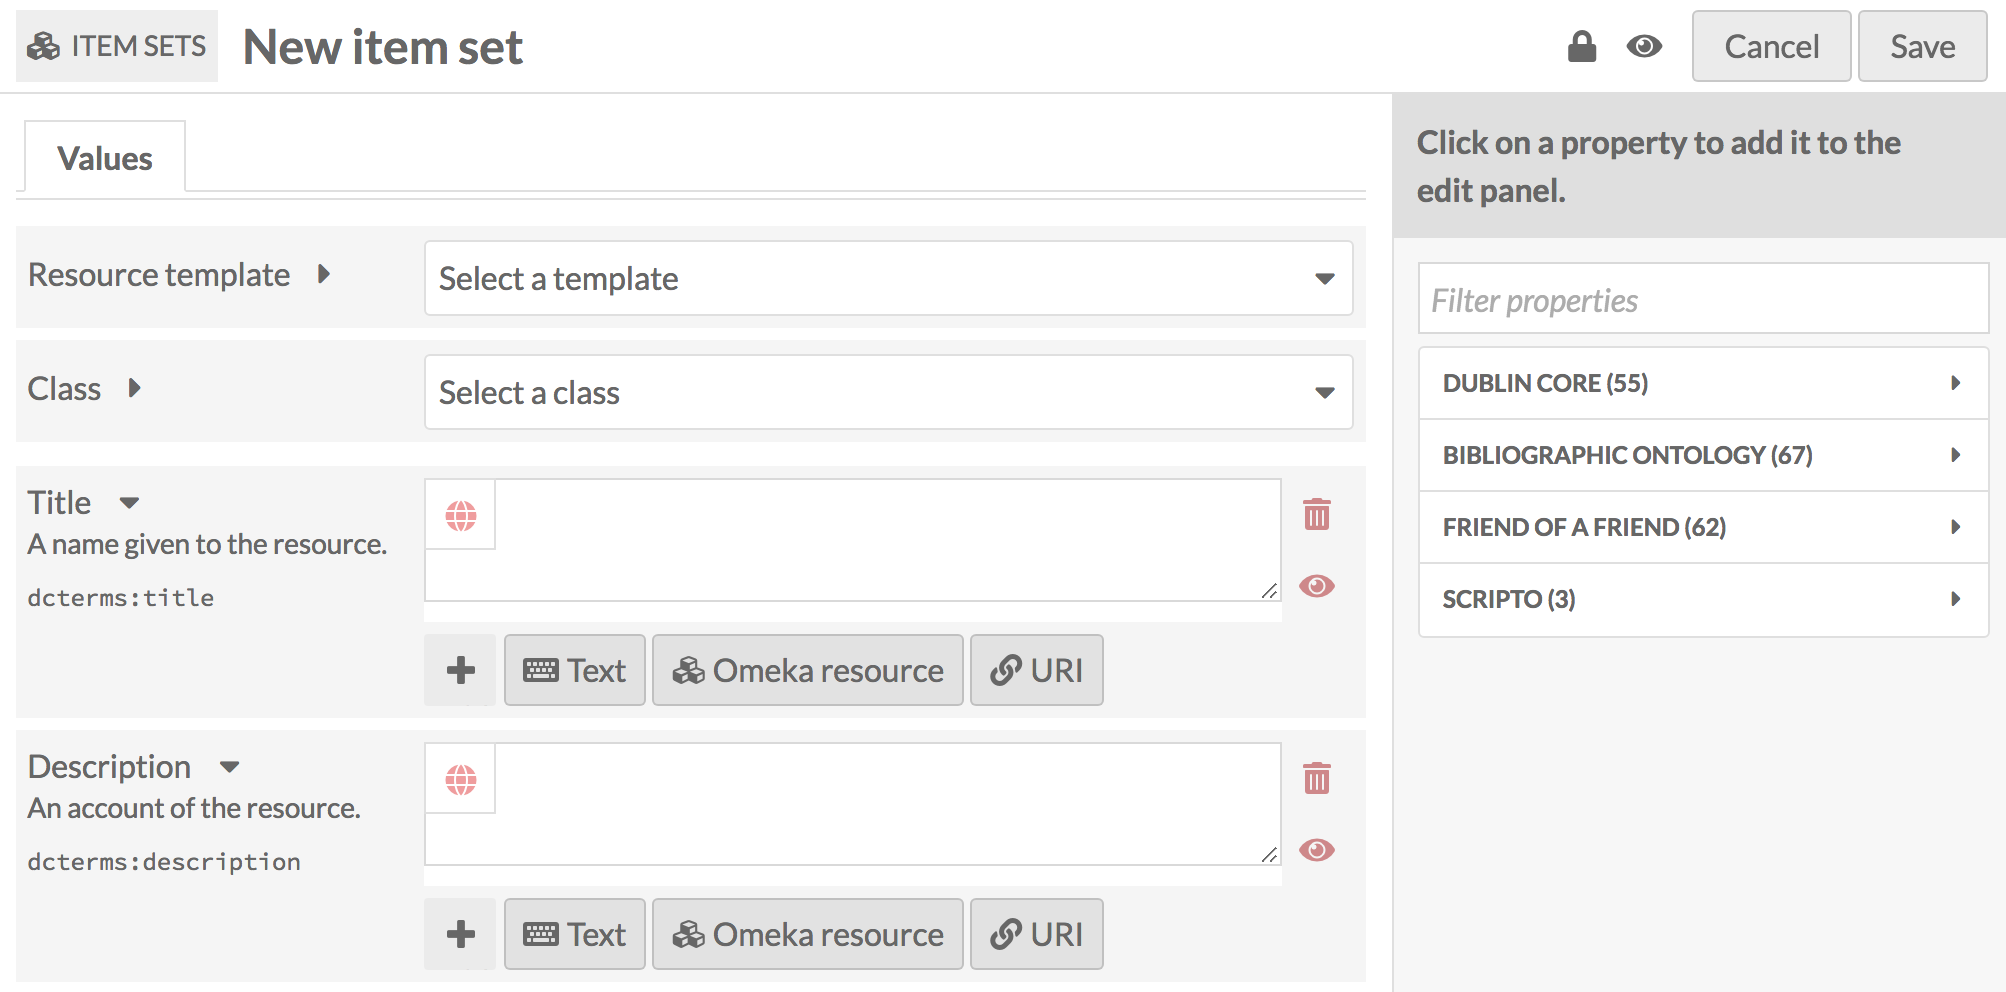 ITEM SETS New item set
Cancel Save
Values
Click on a property to add it to the
edit panel.
Resource template Select a template
Class Select a class
Title
A name given to the resource.
dcterms:title
Text Omeka resource URI
Description
An account of the resource.
dcterms:description
Text Omeka resource URI
Filter properties
DUBLIN CORE (55)
BIBLIOGRAPHIC ONTOLOGY (67)
FRIEND OF A FRIEND (62)
SCRIPTO (3)